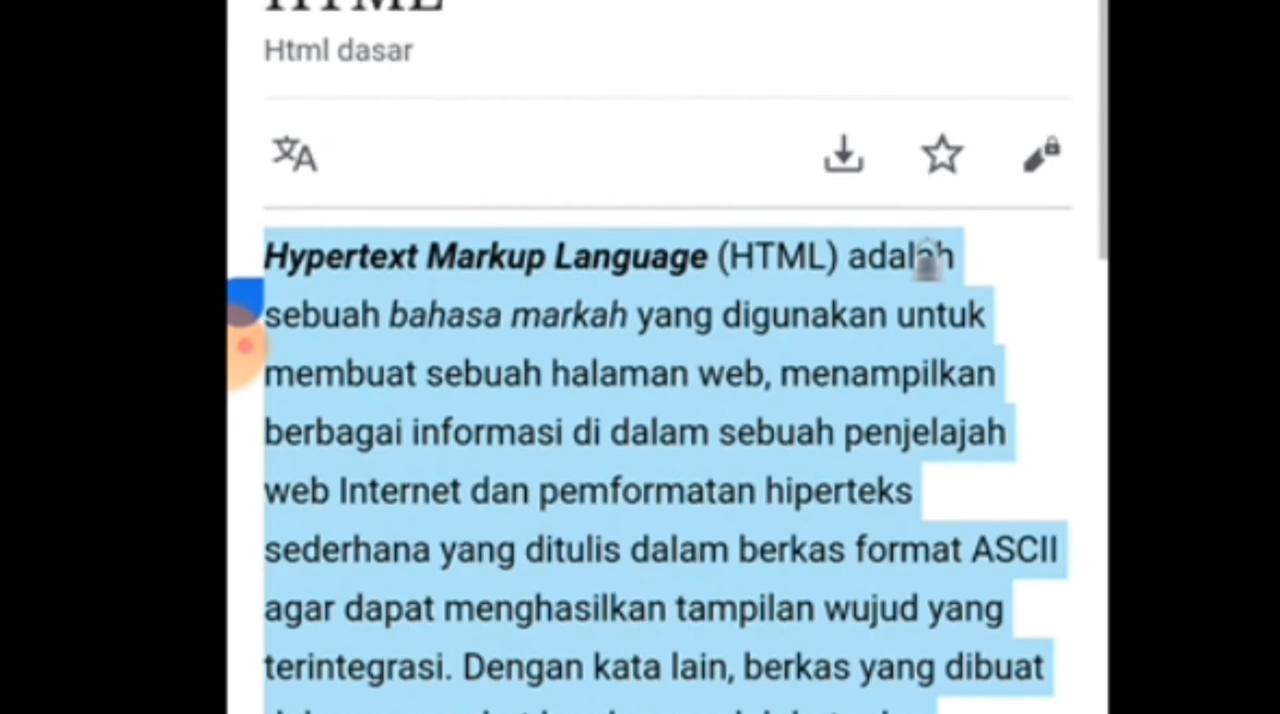 HTML
Html dasar
Hypertext Markup Language (HTML) adalah
sebuah bahasa markah yang digunakan untuk
membuat sebuah halaman web, menampilkan
berbagai informasi di dalam sebuah penjelajah
web Internet dan pemformatan hiperteks
sederhana yang ditulis dalam berkas format ASCII
agar dapat menghasilkan tampilan wujud yang
terintegrasi. Dengan kata lain, berkas yang dibuat